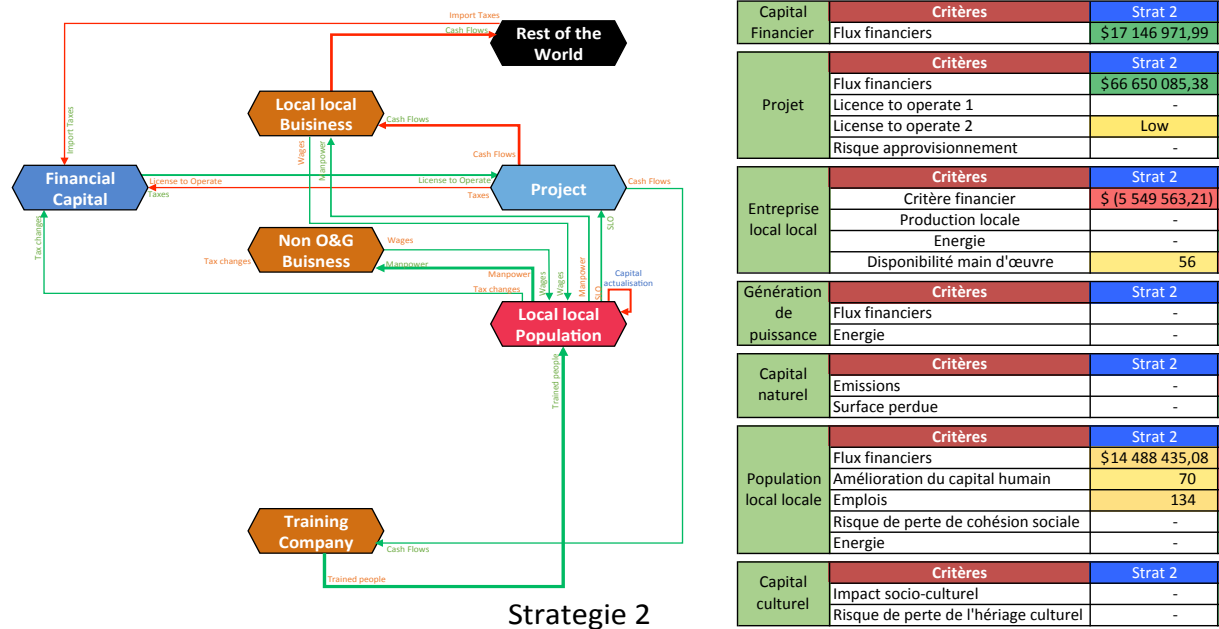 Import Taxes
Cash Flows
Rest of the
World
Import Taxes
Local local
Buisiness
Cash Flows
Wages
Manpower
Cash Flows
Financial
Capital
License to Operate
Taxes
License to Operate
Taxes
Project
Cash Flows
Tax changes
SLO
Non O&G
Buisness
Wages
Tax changes
Manpower
Manpower
Tax changes
Wages
Wages
Manpower
SLO
Capital
actualisation
Local local
Population
Trained people
Training
Company
Cash Flows
Trained people
Strategie 2
Capital
Financier
Critères Strat 2
Flux financiers $17 146 971,99
Projet
Critères Strat 2
Flux financiers $66 650 085,38
Licence to operate 1 -
License to operate 2 Low
Risque approvisionnement -
Entreprise
local local
Critères Strat 2
Critère financier $ (5 549 563,21)
Production locale -
Energie -
Disponibilité main d'œuvre 56
Génération
de
puissance
Critères Strat 2
Flux financiers -
Energie -
Capital
naturel
Critères Strat 2
Emissions -
Surface perdue -
Population
local locale
Critères Strat 2
Flux financiers $14 488 435,08
Amélioration du capital humain 70
Emplois 134
Risque de perte de cohésion sociale -
Energie -
Capital
culturel
Critères Strat 2
Impact socio-culturel -
Risque de perte de l'hériage culturel -